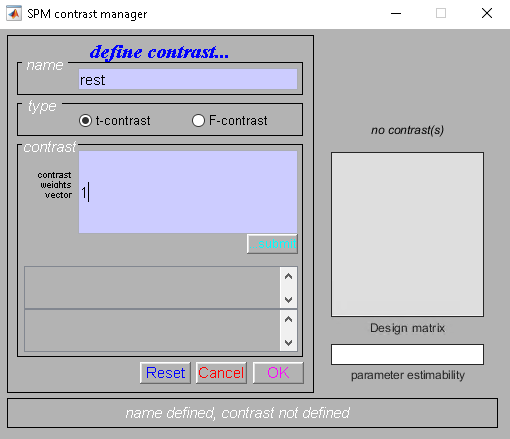 SPM contrast manager
define contrast...
name
rest
type
t-contrast
F-contrast
no contrast(s)
contrast
contrast
weights
vector
1
Design matrix
parameter estimability
Reset
Cancel
OK
name defined, contrast not defined